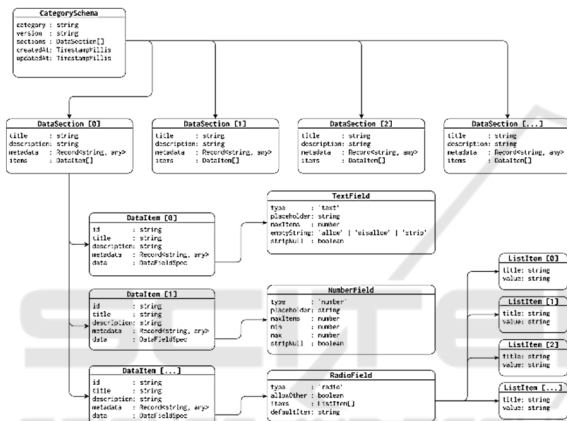 CategorySchema
category : string
version : string
sections : DataSection[]
createdAt: TimestampMillis
updatedAt: TimestampMillis
DataSection [0]
title : string
description: string
metadata : Record<string, any>
items : DataItem[]
DataSection [1]
title : string
description: string
metadata : Record<string, any>
items : DataItem[]
DataSection [2]
title : string
description: string
metadata : Record<string, any>
items : DataItem[]
DataSection [...]
title : string
description: string
metadata : Record<string, any>
items : DataItem[]
DataItem [0]
id : string
title : string
description: string
metadata : Record<string, any>
data : DataFieldSpec
TextField
type : 'text'
placeholder: string
maxItems : number
emptyString: 'allow' | 'disallow' | 'strip'
stripNull : boolean
DataItem [1]
id : string
title : string
description: string
metadata : Record<string, any>
data : DataFieldSpec
NumberField
type : 'number'
placeholder: string
maxItems : number
min : number
max : number
stripNull : boolean
DataItem [...]
id : string
title : string
description: string
metadata : Record<string, any>
data : DataFieldSpec
RadioField
type : 'radio'
allowOther : boolean
items : ListItem[]
defaultItem: string
ListItem [0]
title: string
value: string
ListItem [1]
title: string
value: string
ListItem [2]
title: string
value: string
ListItem [...]
title: string
value: string